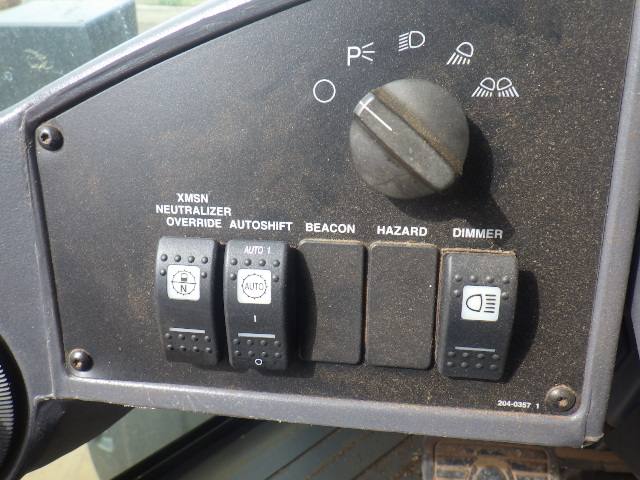 P
XMSN
NEUTRALIZER
OVERRIDE AUTOSHIFT BEACON HAZARD DIMMER
AUTO 1
N
AUTO
I
O
204-0357 1